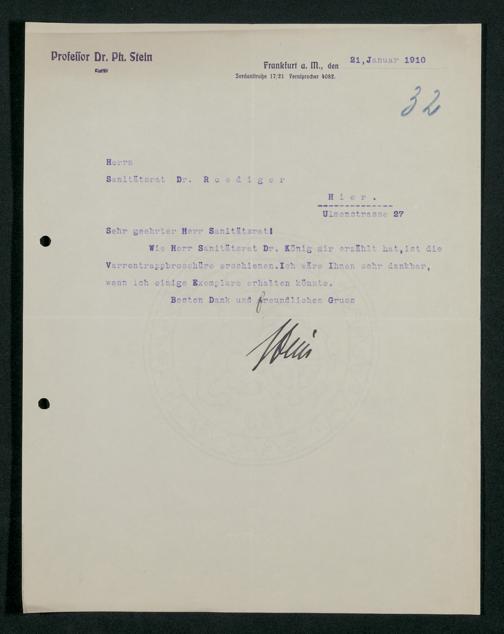 Professor Dr. Ph. Stein
Frankfurt a. M., den 21, Januar 1910
Jordanstraße 17/21 Fernsprecher 4082.
32
Herrn
Sanitätsrat Dr. Roediger
Hier.
Ulmenstrasse 27
Sehr geehrter Herr Sanitätsrat!
Wie Herr Sanitätsrat Dr. König mir erzählt hat, ist die
Varrentrappbroschüre erschienen. Ich wäre Ihnen sehr dankbar,
wenn ich einige Exemplare erhalten könnte.
Besten Dank und freundlichen Gruss
Stein